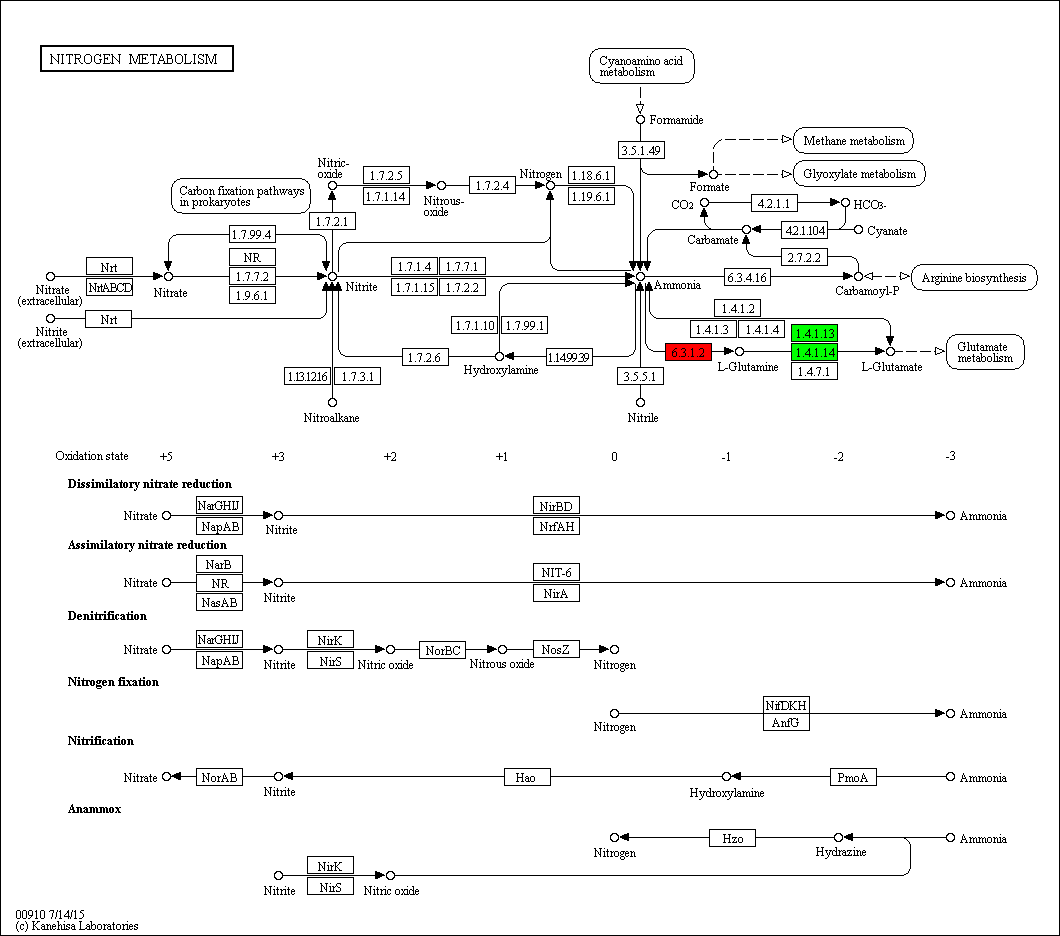 NITROGEN METABOLISM
Cyanoamino acid
metabolism
Formamide
3.5.1.49
Methane metabolism
Glyoxylate metabolism
Formate
Nitric-
oxide
1.7.2.5
1.7.1.14
Nitrous-
oxide
1.7.2.4
Nitrogen
1.18.6.1
1.19.6.1
Carbon fixation pathways
in prokaryotes
1.7.2.1
CO2
4.2.1.1
HCO3-
Carbamate
4.2.1.104
Cyanate
1.7.99.4
2.7.2.2
Nrt
NrtABCD
Nitrate
(extracellular)
Nitrate
NR
1.7.7.2
1.9.6.1
Nitrite
1.7.1.4
1.7.7.1
1.7.1.15
1.7.2.2
Ammonia
6.3.4.16
Carbamoyl-P
Arginine biosynthesis
Nitrite
(extracellular)
Nrt
1.7.1.10
1.7.99.1
1.4.1.2
1.4.1.3
1.4.1.4
1.4.1.13
1.7.2.6
Hydroxylamine
1.14.99.39
6.3.1.2
L-Glutamine
1.4.1.14
1.4.7.1
L-Glutamate
Glutamate
metabolism
1.13.12.16
1.7.3.1
3.5.5.1
Nitroalkane
Nitrile
Oxidation state +5 +3 +2 +1 0 -1 -2 -3
Dissimilatory nitrate reduction
Nitrate
NarGHIJ
NapAB
Nitrite
NirBD
NrfAH
Ammonia
Assimilatory nitrate reduction
Nitrate
NarB
NR
NasAB
Nitrite
NIT-6
NirA
Ammonia
Denitrification
Nitrate
NarGHIJ
NapAB
Nitrite
NirK
NirS
Nitric oxide
NorBC
Nitrous oxide
NosZ
Nitrogen
Nitrogen fixation
Nitrogen
NifDKH
AnfG
Ammonia
Nitrification
Nitrate
NorAB
Nitrite
Hao
Hydroxylamine
PmoA
Ammonia
Anammox
Nitrogen
Hzo
Hydrazine
Ammonia
Nitrite
NirK
NirS
Nitric oxide
00910 7/14/15
(c) Kanehisa Laboratories